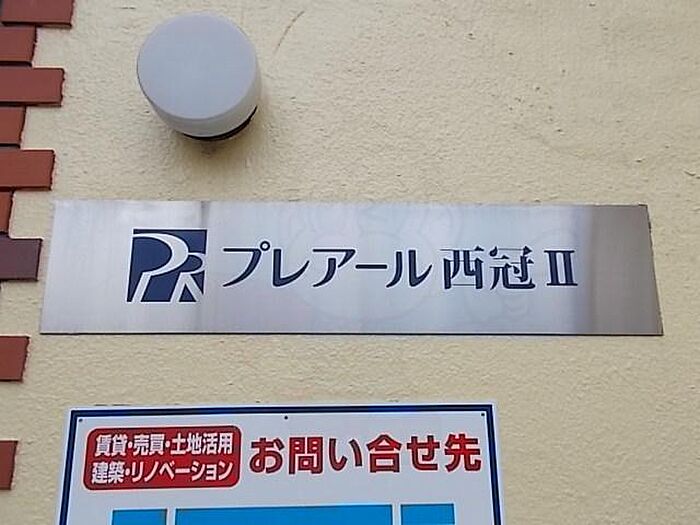 PR プレアール西冠Ⅱ
賃貸・売買・土地活用
建築・リノベーション
お問い合せ先